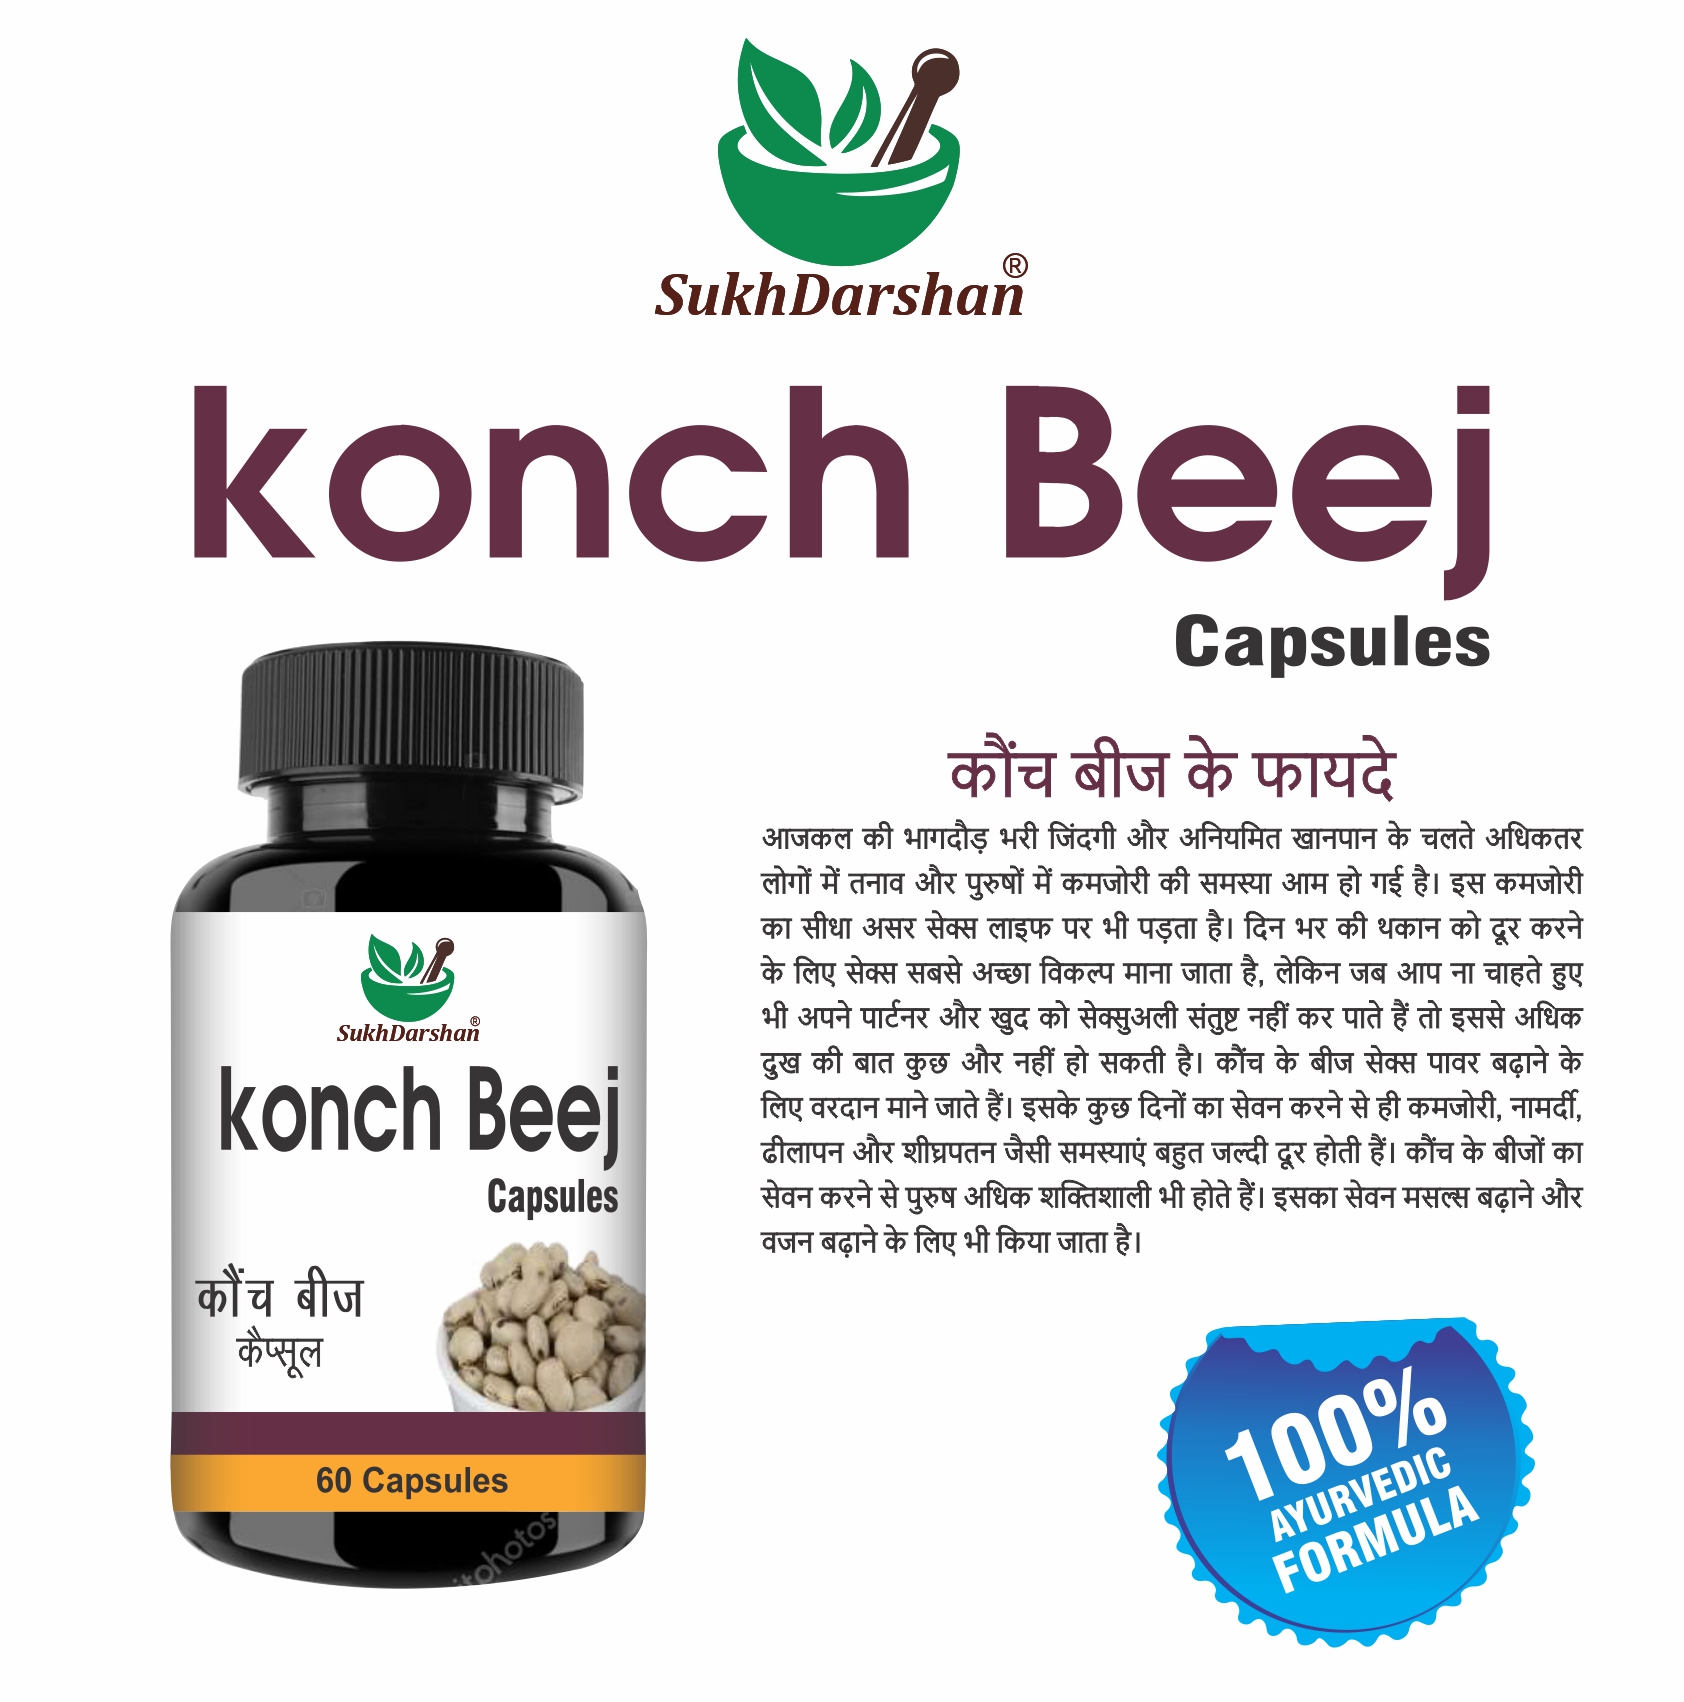 SukhDarshan®
konch Beej
Capsules
कौंच बीज के फायदे
आजकल की भागदौड़ भरी जिंदगी और अनियमित खानपान के चलते अधिकतर
लोगों में तनाव और पुरुषों में कमजोरी की समस्या आम हो गई है। इस कमजोरी
का सीधा असर सेक्स लाइफ पर भी पड़ता है। दिन भर की थकान को दूर करने
के लिए सेक्स सबसे अच्छा विकल्प माना जाता है, लेकिन जब आप ना चाहते हुए
भी अपने पार्टनर और खुद को सेक्सुअली संतुष्ट नहीं कर पाते हैं तो इससे अधिक
दुख की बात कुछ और नहीं हो सकती है। कौंच के बीज सेक्स पावर बढ़ाने के
लिए वरदान माने जाते हैं। इसके कुछ दिनों का सेवन करने से ही कमजोरी, नामर्दी,
ढीलापन और शीघ्रपतन जैसी समस्याएं बहुत जल्दी दूर होती हैं। कौंच के बीजों का
सेवन करने से पुरुष अधिक शक्तिशाली भी होते हैं। इसका सेवन मसल्स बढ़ाने और
वजन बढ़ाने के लिए भी किया जाता है।
SukhDarshan®
konch Beej
Capsules
कौंच बीज
कैप्सूल
60 Capsules
100%
AYURVEDIC
FORMULA